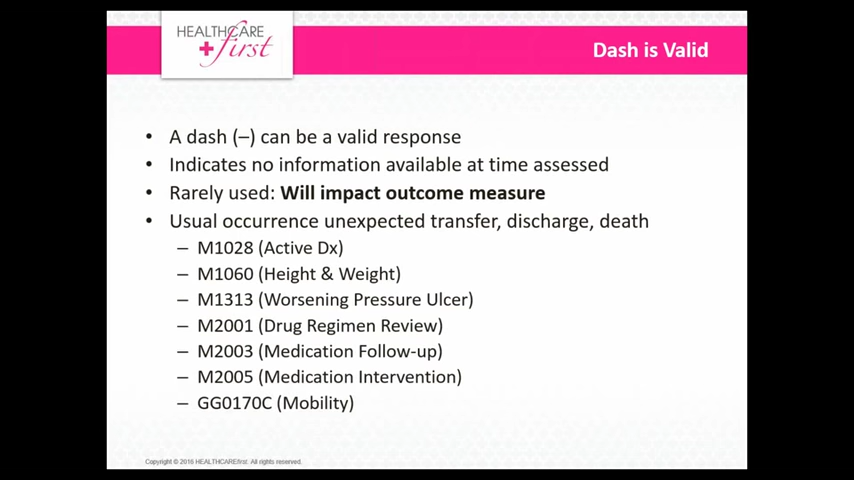 HEALTHCARE
first
Dash is Valid
• A dash (–) can be a valid response
• Indicates no information available at time assessed
• Rarely used: Will impact outcome measure
• Usual occurrence unexpected transfer, discharge, death
– M1028 (Active Dx)
– M1060 (Height & Weight)
– M1313 (Worsening Pressure Ulcer)
– M2001 (Drug Regimen Review)
– M2003 (Medication Follow-up)
– M2005 (Medication Intervention)
– GG0170C (Mobility)
Copyright © 2016 HEALTHCAREfirst. All rights reserved.